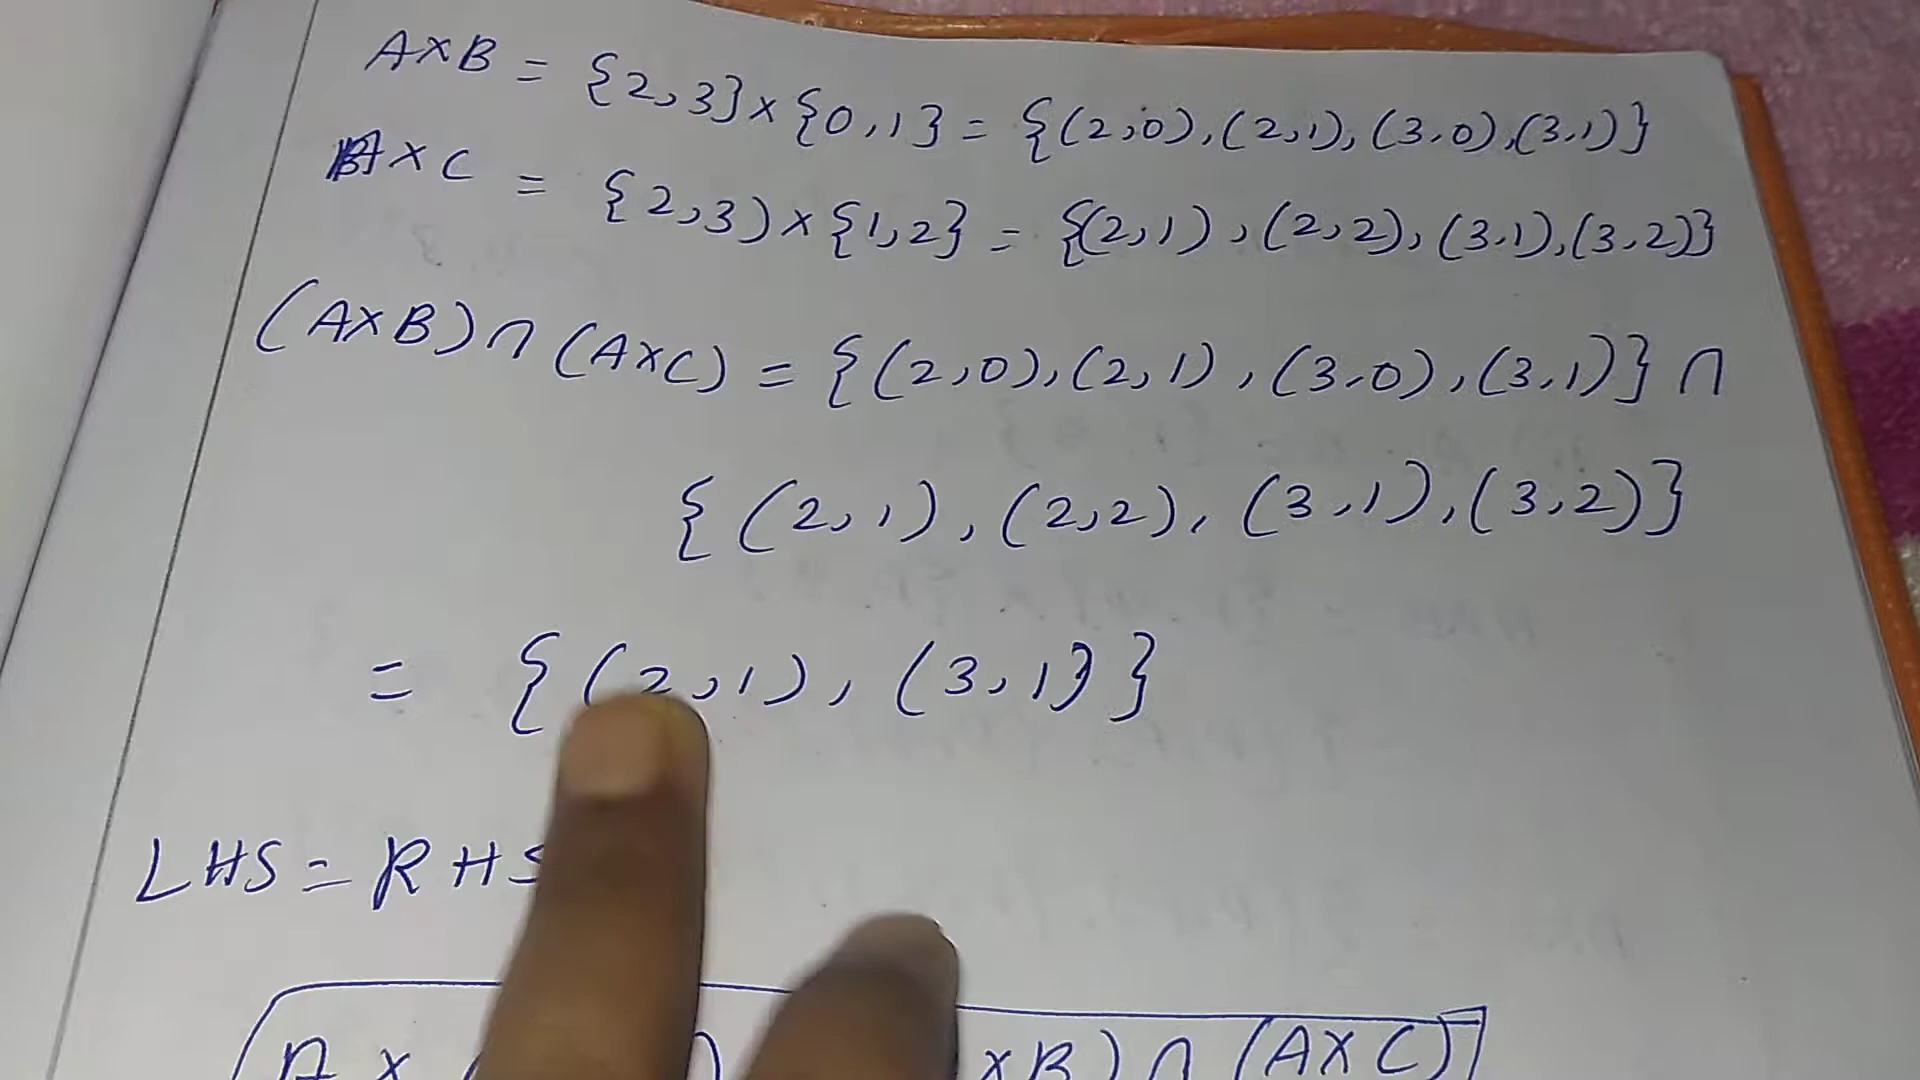 A×B = {2,3}×{0,1} = {(2,0),(2,1),(3,0),(3,1)}
A×C = {2,3)×{1,2} = {(2,1),(2,2),(3,1),(3,2)}
(A×B)∩(A×C) = {(2,0),(2,1),(3,0),(3,1)}∩
{(2,1),(2,2),(3,1),(3,2)}
= {(2,1),(3,1)}
LHS = RHS
A × ( ) ×B)∩(A×C)